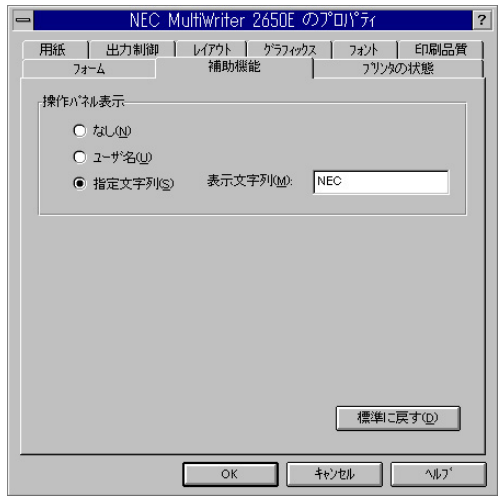 NEC MultiWriter 2650E のﾌﾟﾛﾊﾟﾃｨ ?
用紙 出力制御 ﾚｲｱｳﾄ ｸﾞﾗﾌｨｯｸｽ ﾌｫﾝﾄ 印刷品質
ﾌｫｰﾑ 補助機能 ﾌﾟﾘﾝﾀの状態
操作ﾊﾟﾈﾙ表示
なし(N)
ﾕｰｻﾞ名(U)
指定文字列(S) 表示文字列(M): NEC
標準に戻す(D)
OK ｷｬﾝｾﾙ ﾍﾙﾌﾟ